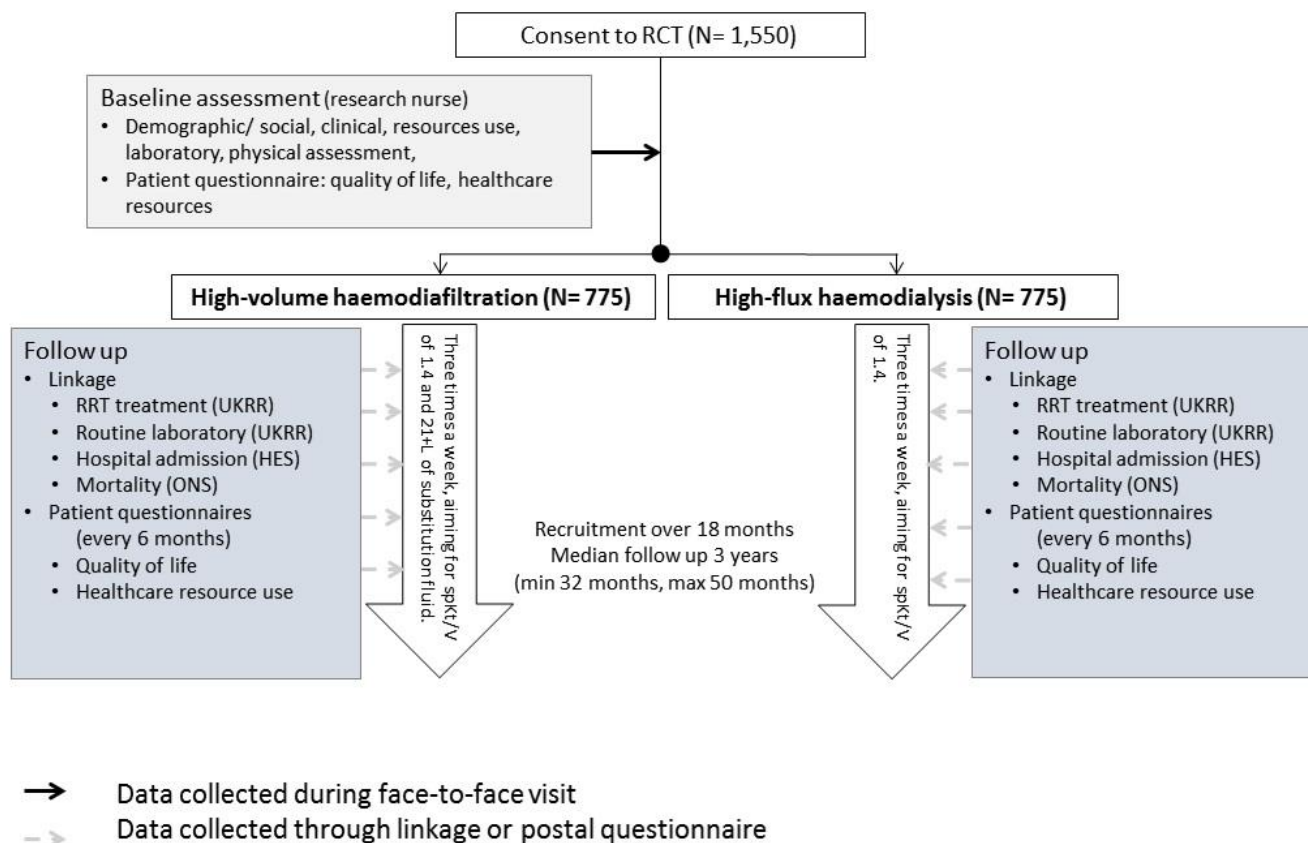 Consent to RCT (N= 1,550)
Baseline assessment (research nurse)
• Demographic/ social, clinical, resources use,
laboratory, physical assessment,
• Patient questionnaire: quality of life, healthcare
resources
High-volume haemodiafiltration (N= 775)
High-flux haemodialysis (N= 775)
Follow up
• Linkage
• RRT treatment (UKRR)
• Routine laboratory (UKRR)
• Hospital admission (HES)
• Mortality (ONS)
• Patient questionnaires
(every 6 months)
• Quality of life
• Healthcare resource use
Three times a week, aiming for spKt/V
of 1.4 and 21+L of substitution fluid.
Recruitment over 18 months
Median follow up 3 years
(min 32 months, max 50 months)
Three times a week, aiming for spKt/V
of 1.4.
Follow up
• Linkage
• RRT treatment (UKRR)
• Routine laboratory (UKRR)
• Hospital admission (HES)
• Mortality (ONS)
• Patient questionnaires
(every 6 months)
• Quality of life
• Healthcare resource use
Data collected during face-to-face visit
Data collected through linkage or postal questionnaire